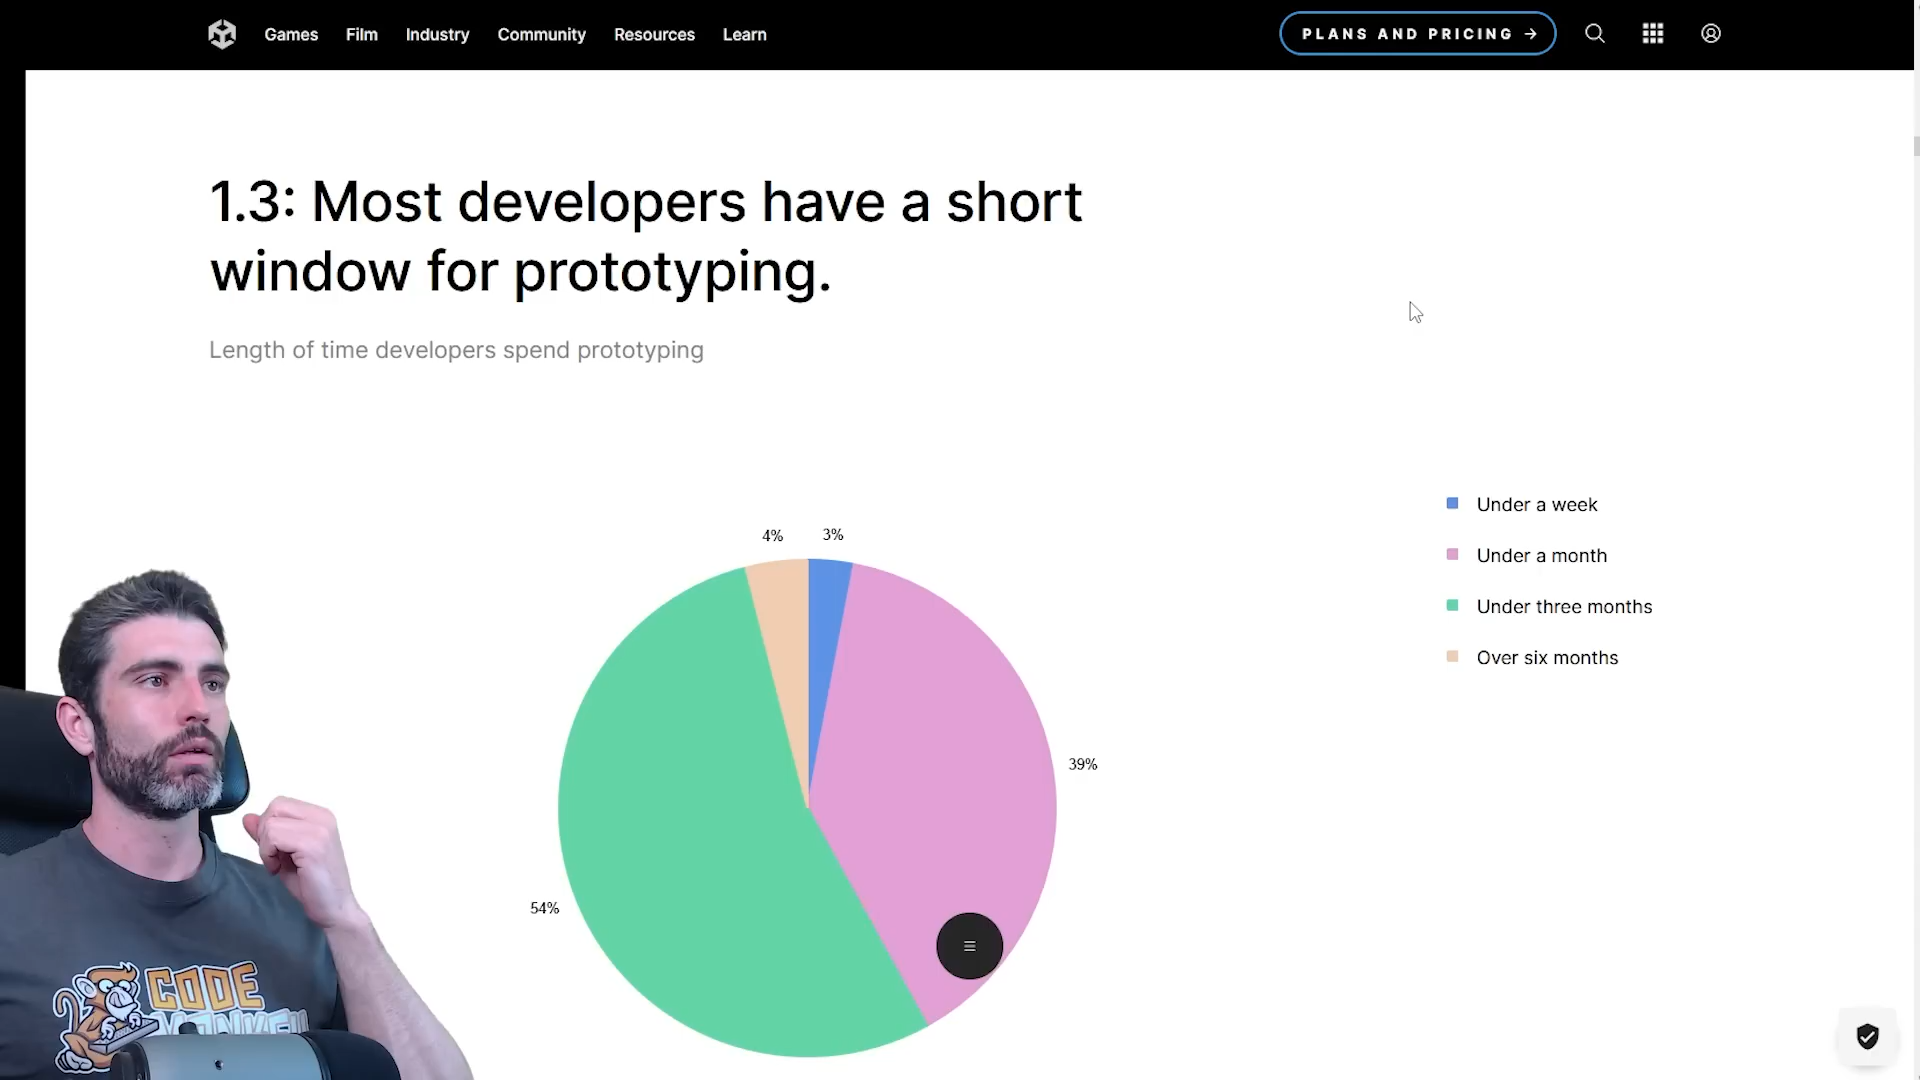 Games Film Industry Community Resources Learn PLANS AND PRICING →
1.3: Most developers have a short
window for prototyping.
Length of time developers spend prototyping
Under a week
Under a month
Under three months
Over six months
4%
3%
39%
54%
CODE
MONKEY